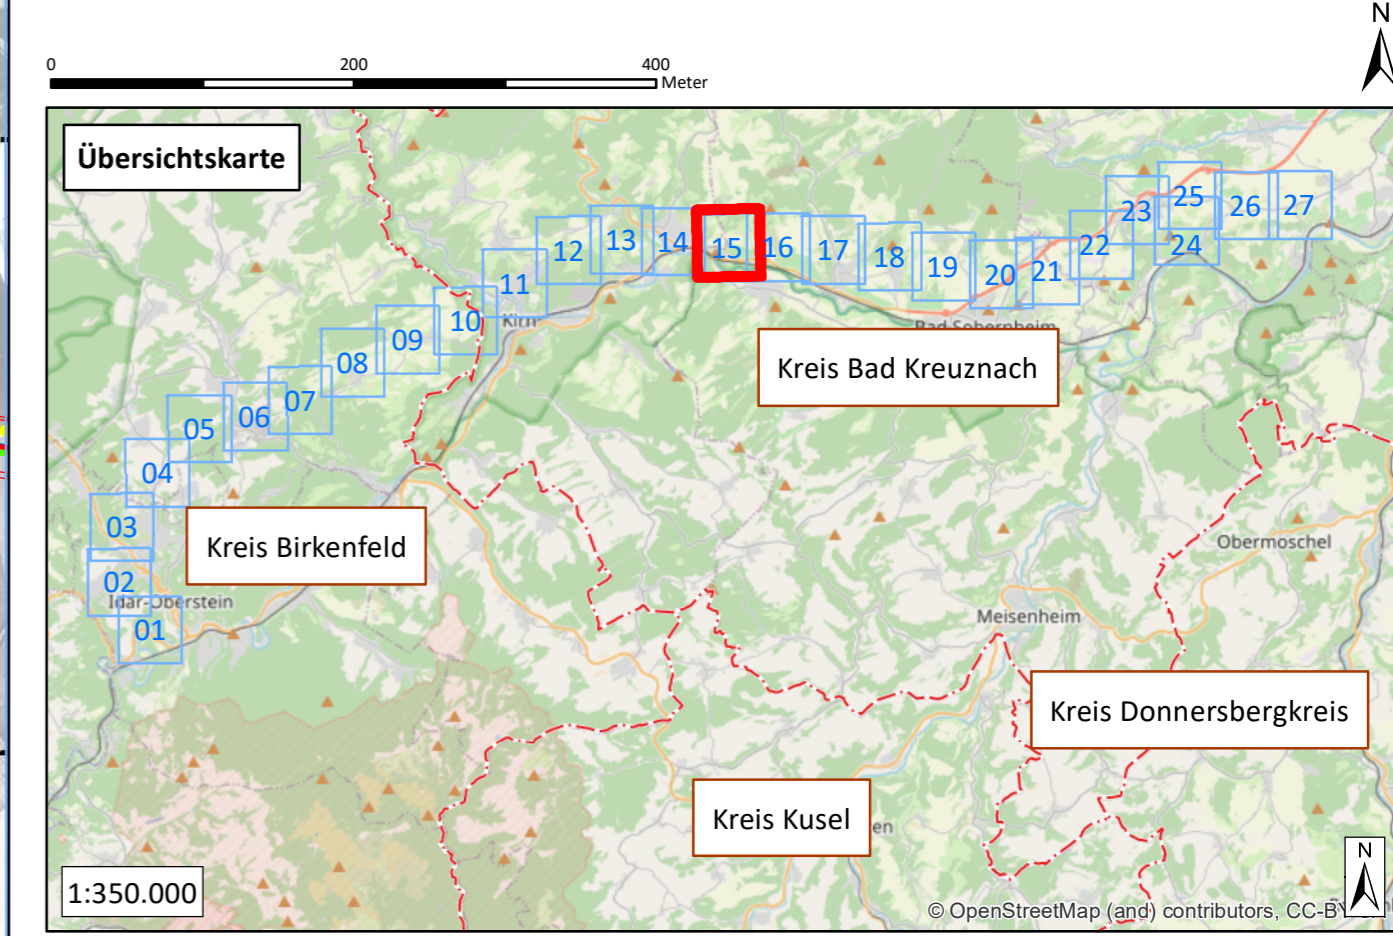 N
0 200 400
Meter
Übersichtskarte
25
23 26 27
12 13 14 15 16 17 18 22 24
11 19 20 21
10 Kirn
09 Bad Sobernheim
08 Kreis Bad Kreuznach
07
06
05
04
03 Kreis Birkenfeld Obermoschel
02
Idar-Oberstein
01 Meisenheim
Kreis Donnersbergkreis
Kreis Kusel en
N
1:350.000
© OpenStreetMap (and) contributors, CC-BY